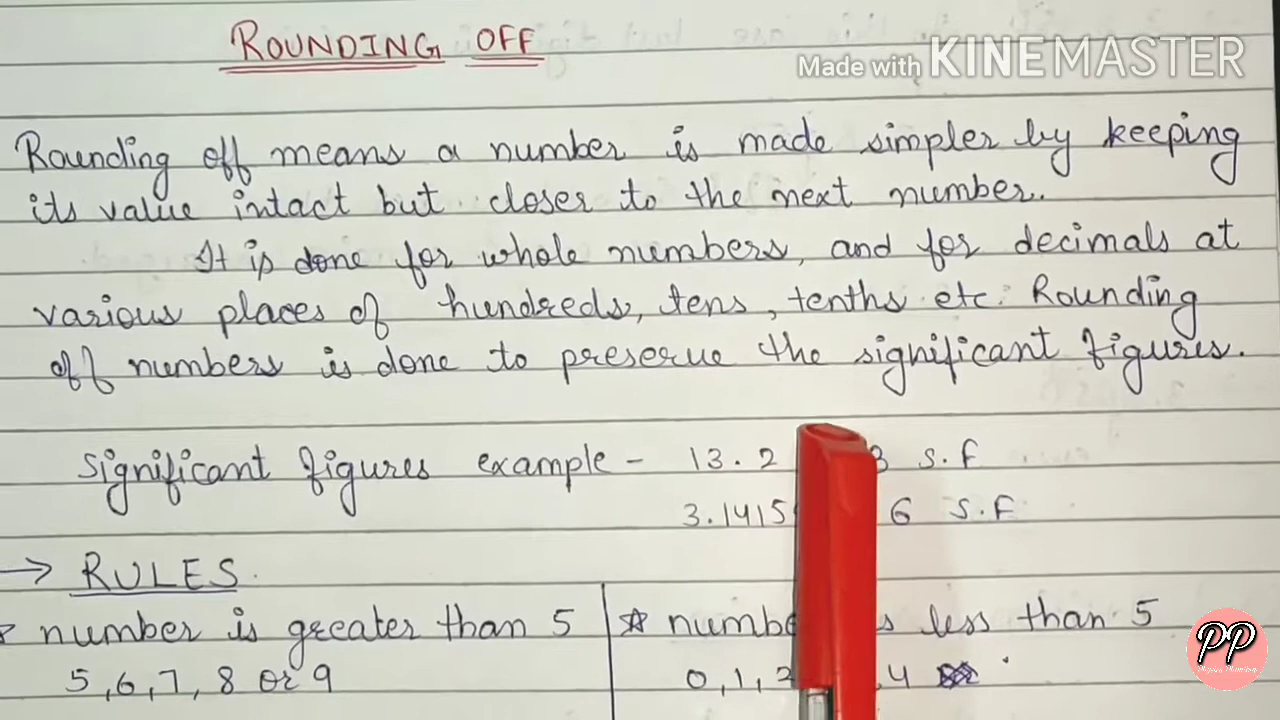 ROUNDING OFF
Made with KINEMASTER
Rounding off means a number is made simpler by keeping
its value intact but closer to the next number.
It is done for whole numbers, and for decimals at
various places of hundreds, tens, tenths etc. Rounding
off numbers is done to preserve the significant figures.
Significant figures example - 13.2 3 S.F
3.1415 6 S.F
→ RULES.
number is greater than 5
5,6,7,8 or 9
☆ less than 5
0,1, ,4
PP